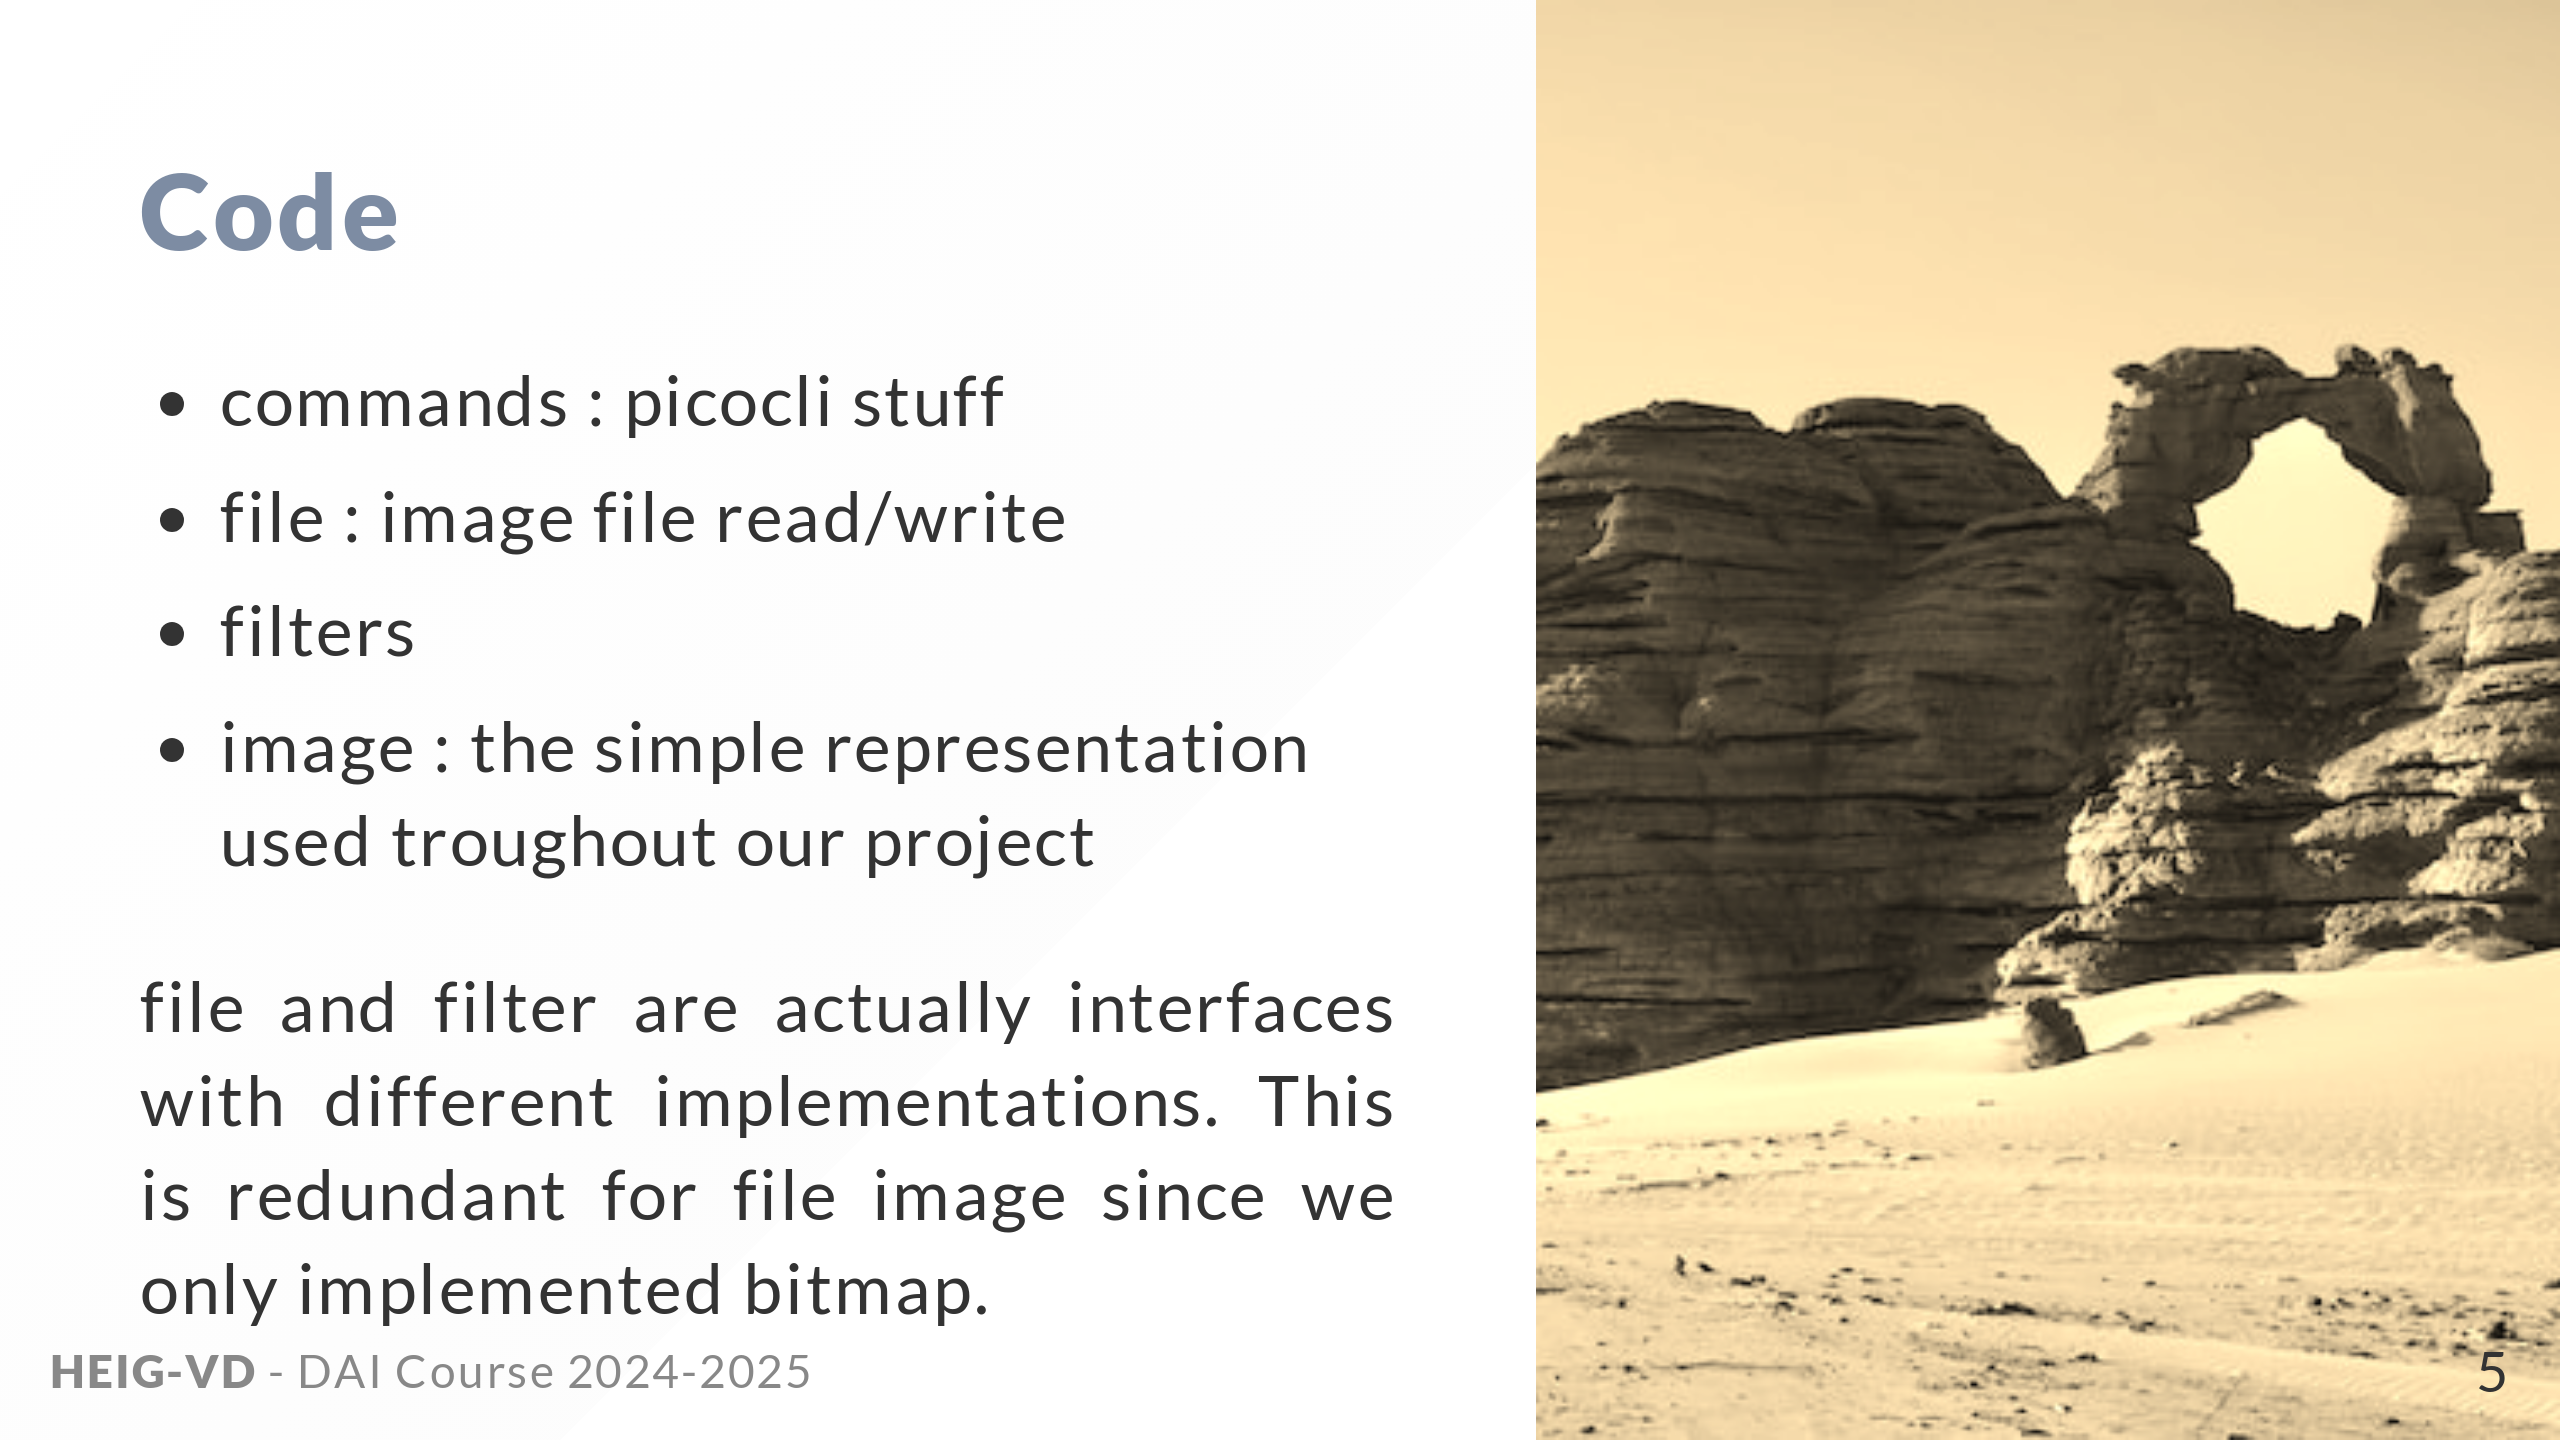 Code
• commands : picocli stuff
• file : image file read/write
• filters
• image : the simple representation
used troughout our project
file and filter are actually interfaces
with different implementations. This
is redundant for file image since we
only implemented bitmap.
HEIG-VD - DAI Course 2024-2025
5